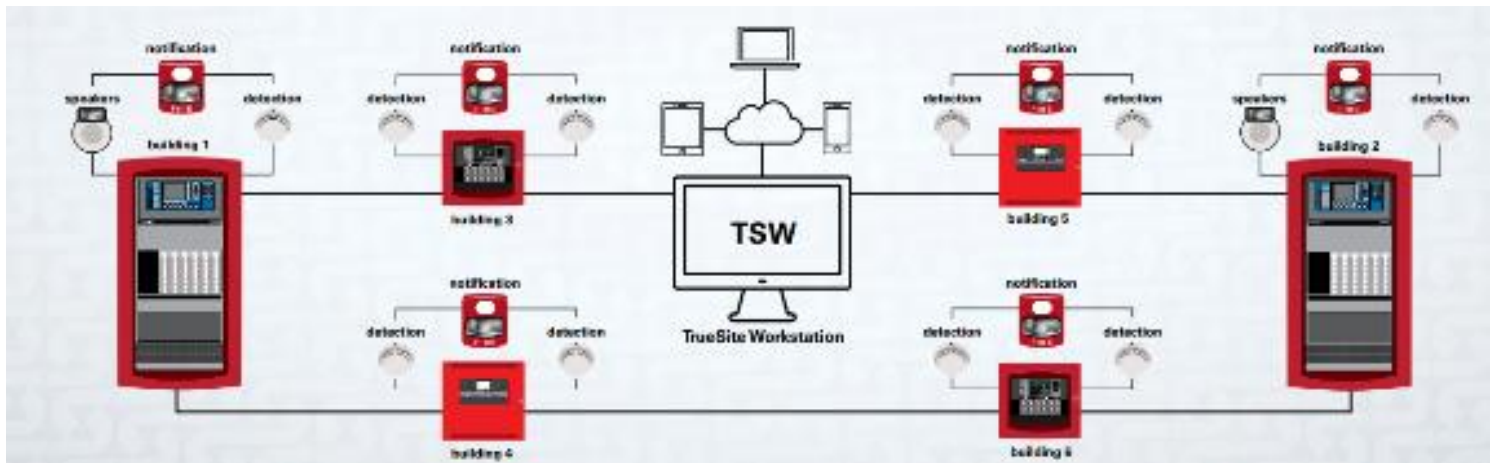 notification
speakers
detection
building 1
notification
detection
detection
building 3
notification
detection
detection
building 5
notification
speakers
detection
building 2
TSW
TrueSite Workstation
notification
detection
detection
building 4
notification
detection
detection
building 6